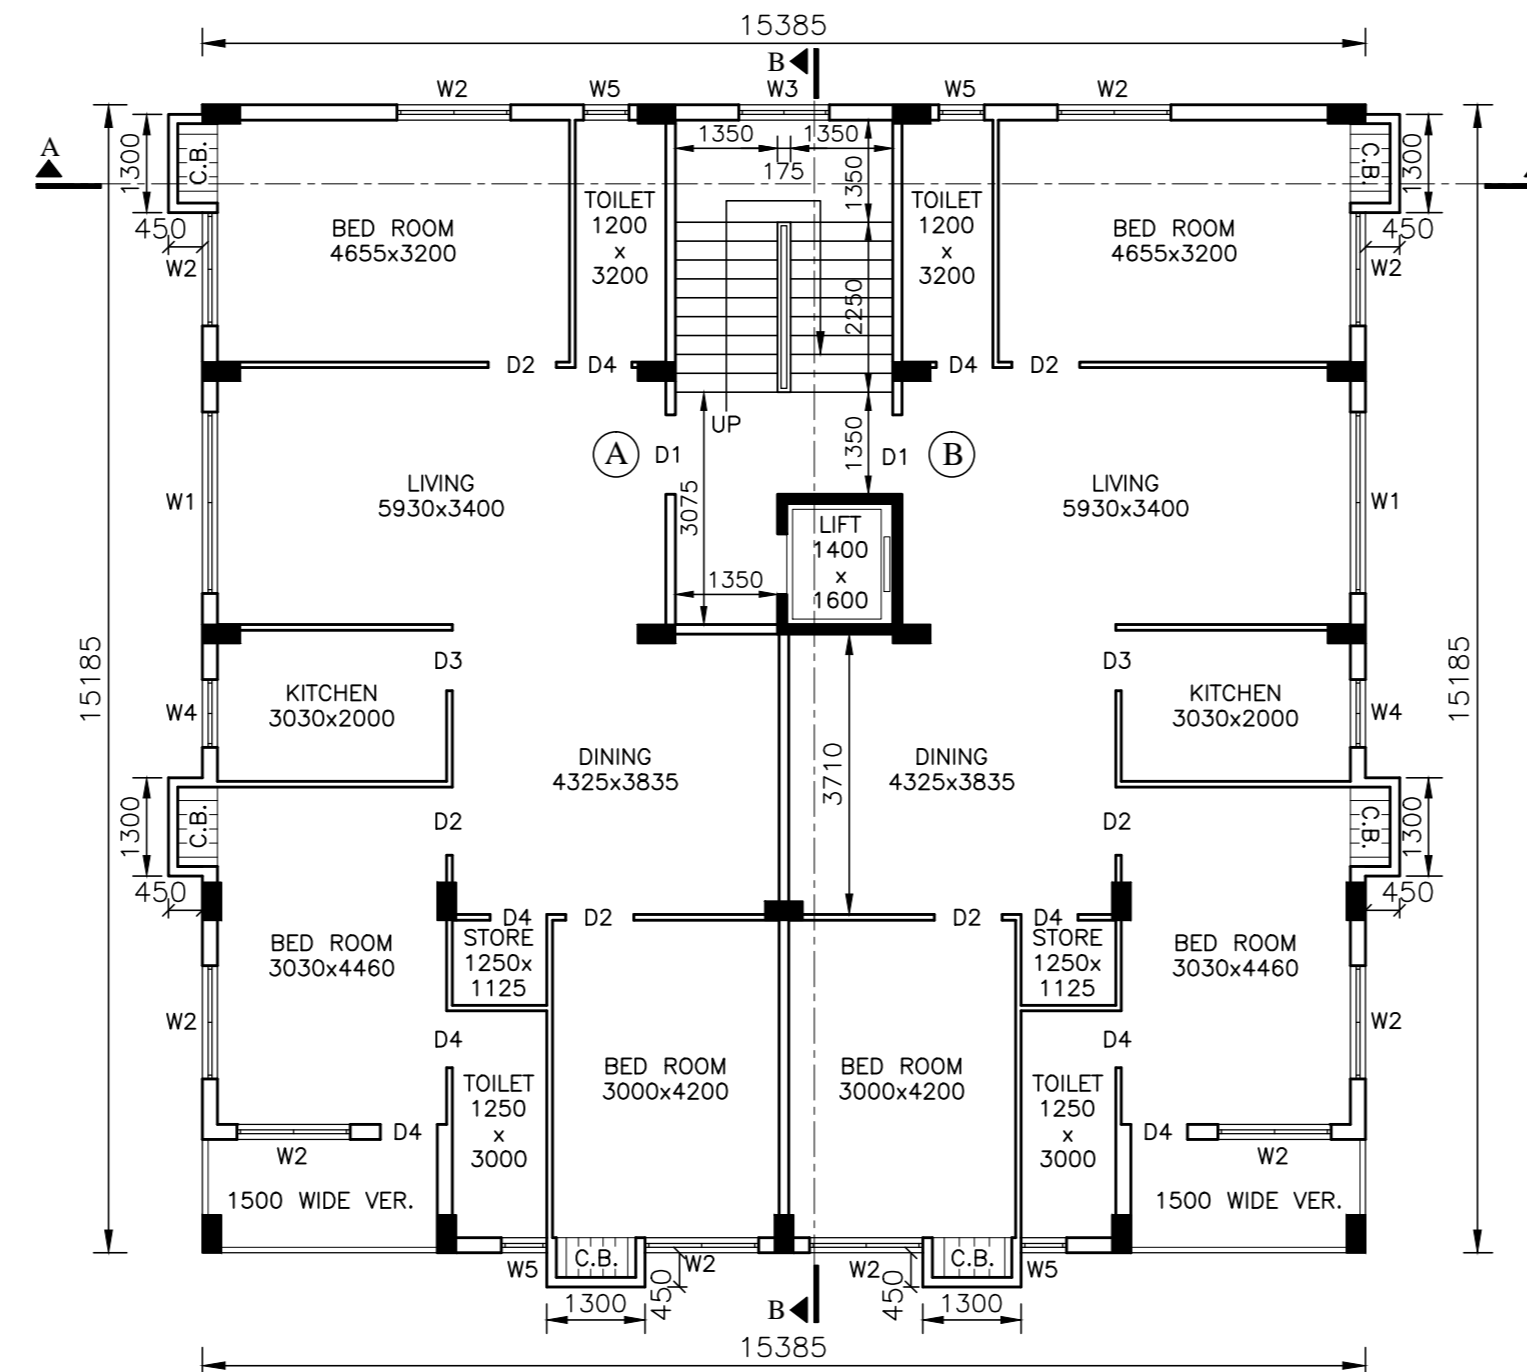 15385
B
W2 W5 W3 W5 W2
1350 1350
175
1350
A
1300
C.B.
450
W2
BED ROOM
4655x3200
TOILET
1200
x
3200
2250
TOILET
1200
x
3200
BED ROOM
4655x3200
C.B.
1300
450
W2
D2 D4 D4 D2
UP
A D1
1350
D1 B
W1
LIVING
5930x3400
3075
LIFT
1400
x
1600
1350
LIVING
5930x3400
W1
15185
D3
KITCHEN
3030x2000
W4
DINING
4325x3835
3710
DINING
4325x3835
D3
KITCHEN
3030x2000
W4
15185
1300
C.B.
450
D2
D2
C.B.
1300
450
D4 D2 D2 D4
STORE
1250x
1125
STORE
1250x
1125
BED ROOM
3030x4460
BED ROOM
3030x4460
W2
D4
D4
W2
BED ROOM
3000x4200
BED ROOM
3000x4200
TOILET
1250
x
3000
TOILET
1250
x
3000
D4
W2
D4
W2
1500 WIDE VER.
1500 WIDE VER.
W5 C.B. W2 W2 C.B. W5
450 450
1300 B 1300
15385